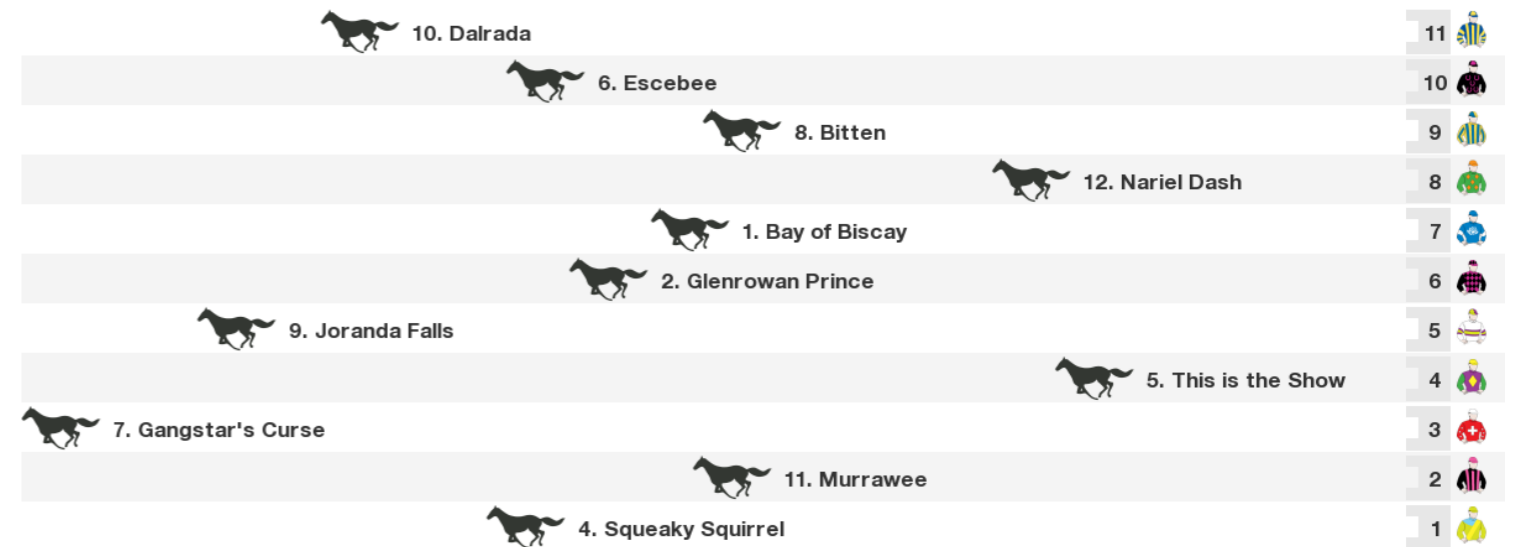 10. Dalrada 11
6. Escebee 10
8. Bitten 9
12. Nariel Dash 8
1. Bay of Biscay 7
2. Glenrowan Prince 6
9. Joranda Falls 5
5. This is the Show 4
7. Gangstar's Curse 3
11. Murrawee 2
4. Squeaky Squirrel 1